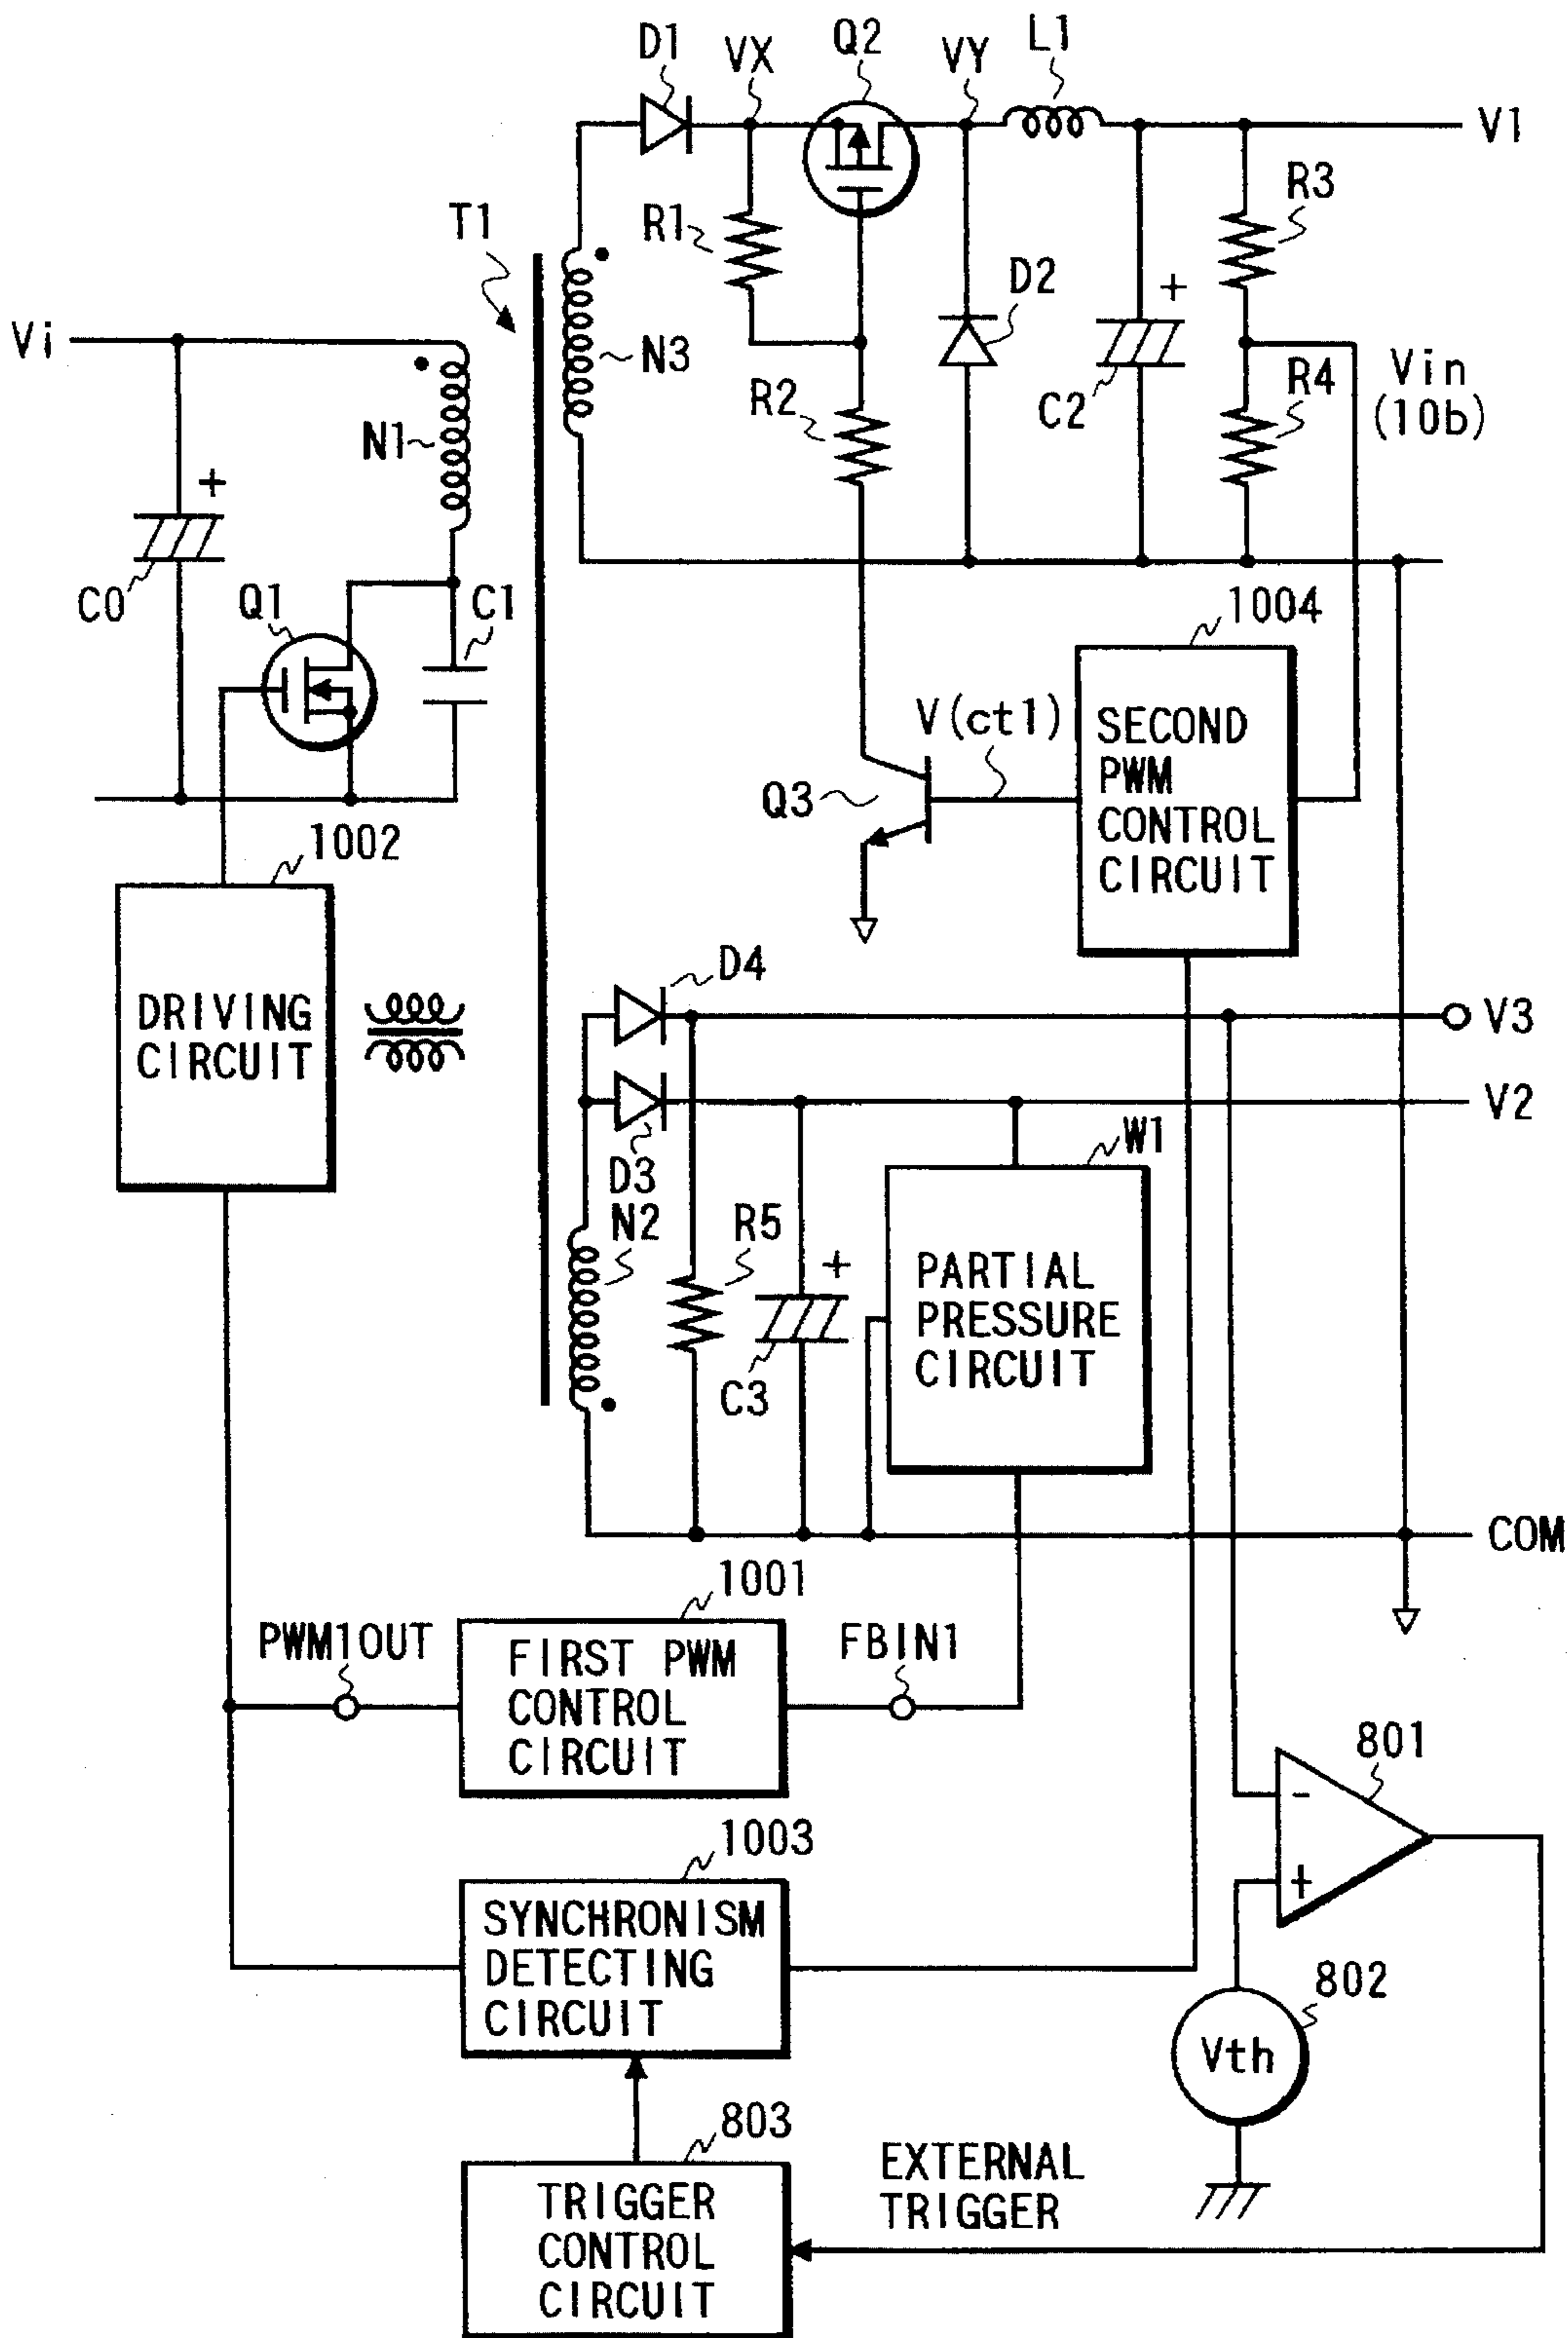 D1
VX
Q2
VY
L1
V1
T1
R1
R3
D2
Vi
N3
R2
C2
R4
Vin
(10b)
N1
+
+
C0
Q1
C1
1004
V(ct1)
SECOND
PWM
CONTROL
CIRCUIT
Q3
1002
DRIVING
CIRCUIT
D4
V3
V2
D3
W1
N2
R5
+
C3
PARTIAL
PRESSURE
CIRCUIT
COM
1001
PWM1OUT
FIRST PWM
CONTROL
CIRCUIT
FBIN1
801
-
+
1003
SYNCHRONISM
DETECTING
CIRCUIT
802
Vth
803
TRIGGER
CONTROL
CIRCUIT
EXTERNAL
TRIGGER